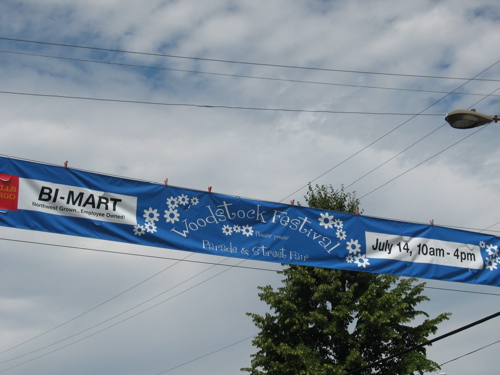 BI-MART
Northwest Grown... Employee Owned!
Woodstock Festival
Parade & Street Fair
July 14, 10am - 4pm